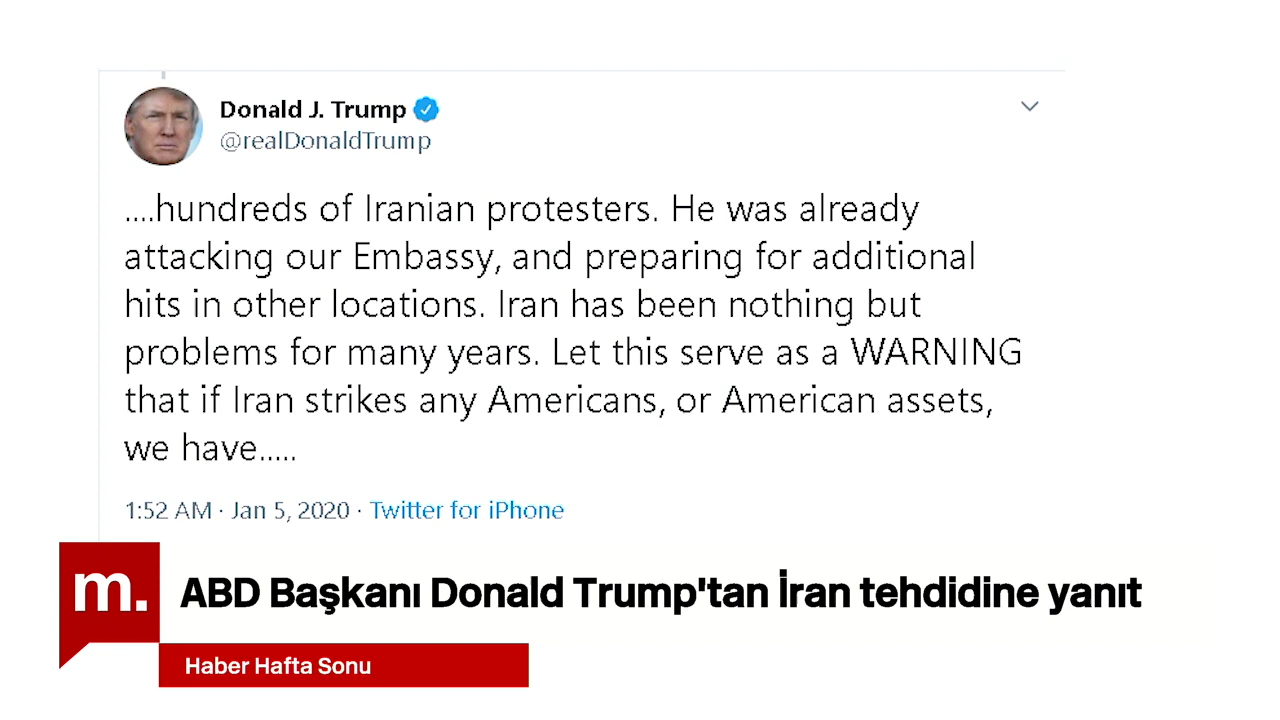 Donald J. Trump
@realDonaldTrump
....hundreds of Iranian protesters. He was already
attacking our Embassy, and preparing for additional
hits in other locations. Iran has been nothing but
problems for many years. Let this serve as a WARNING
that if Iran strikes any Americans, or American assets,
we have.....
1:52 AM · Jan 5, 2020 · Twitter for iPhone
m.
ABD Başkanı Donald Trump'tan İran tehdidine yanıt
Haber Hafta Sonu